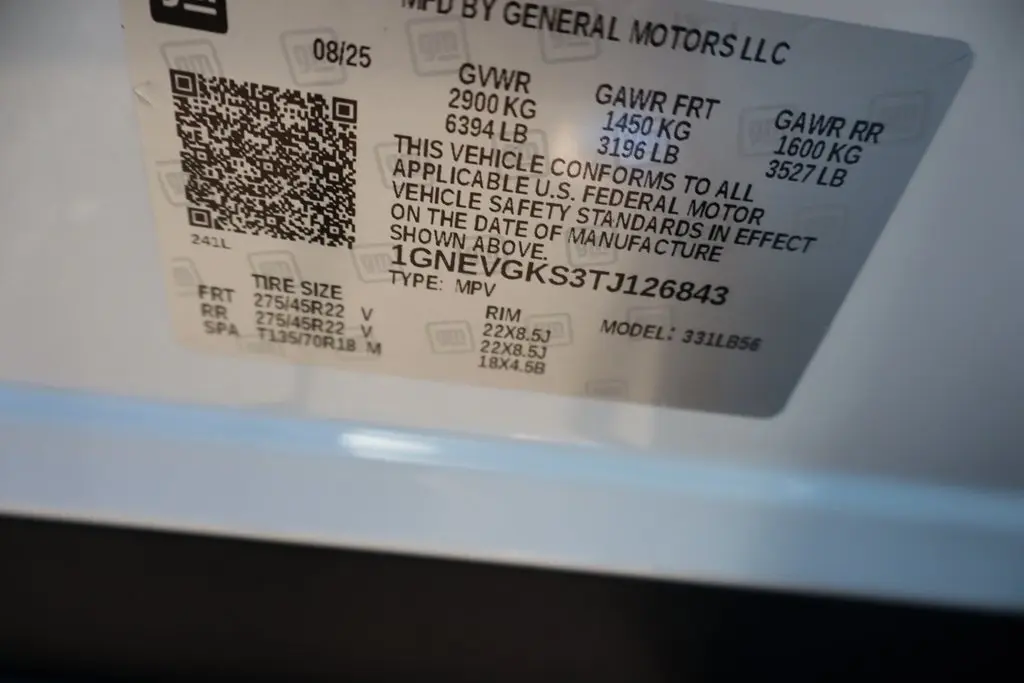 gm
MFD BY GENERAL MOTORS LLC
08/25
GVWR
2900 KG
6394 LB
GAWR FRT
1450 KG
3196 LB
GAWR RR
1600 KG
3527 LB
THIS VEHICLE CONFORMS TO ALL
APPLICABLE U.S. FEDERAL MOTOR
VEHICLE SAFETY STANDARDS IN EFFECT
ON THE DATE OF MANUFACTURE
SHOWN ABOVE.
1GNEVGKS3TJ126843
TYPE: MPV
241L
TIRE SIZE
FRT 275/45R22 V
RR 275/45R22 V
SPA T135/70R18 M
RIM
22X8.5J
22X8.5J
18X4.5B
MODEL: 331LB56